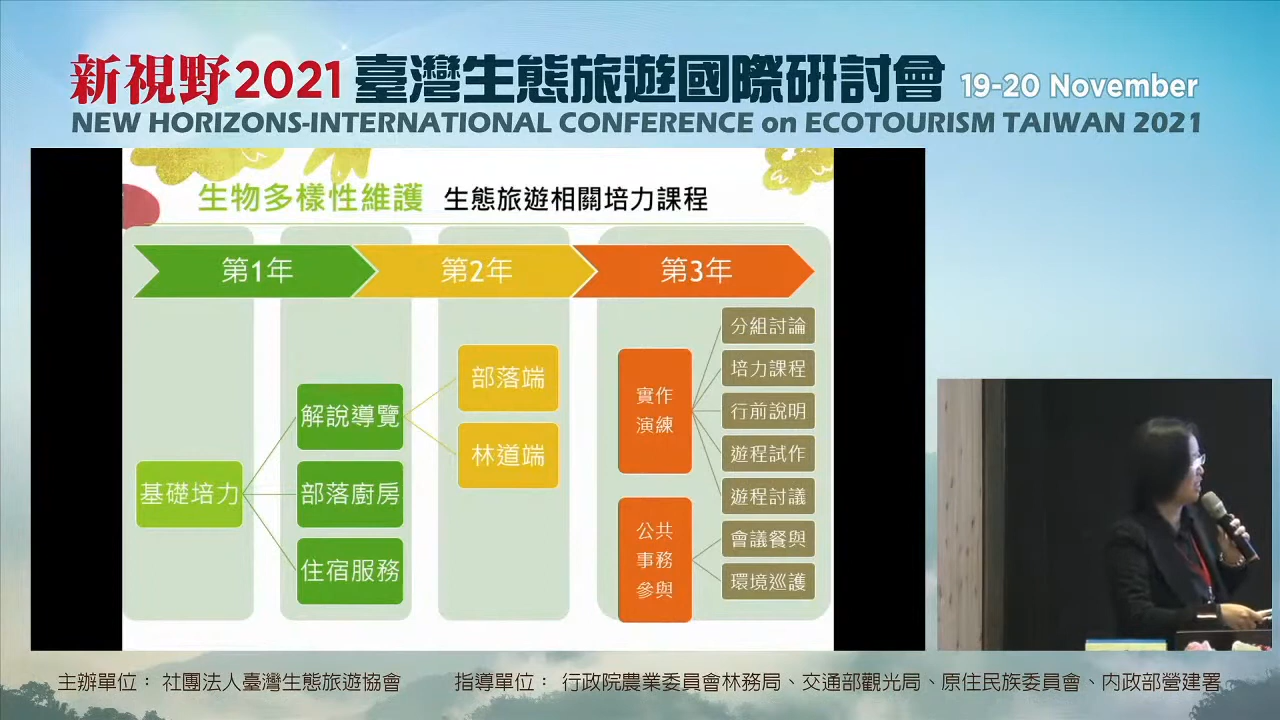 新視野2021 臺灣生態旅遊國際研討會 19-20 November
NEW HORIZONS-INTERNATIONAL CONFERENCE on ECOTOURISM TAIWAN 2021
生物多樣性維護 生態旅遊相關培力課程
第1年
第2年
第3年
基礎培力
解說導覽
部落廚房
住宿服務
部落端
林道端
實作
演練
公共
事務
參與
分組討論
培力課程
行前說明
遊程試作
遊程討議
會議餐與
環境巡護
主辦單位： 社團法人臺灣生態旅遊協會
指導單位： 行政院農業委員會林務局、交通部觀光局、原住民族委員會、內政部營建署